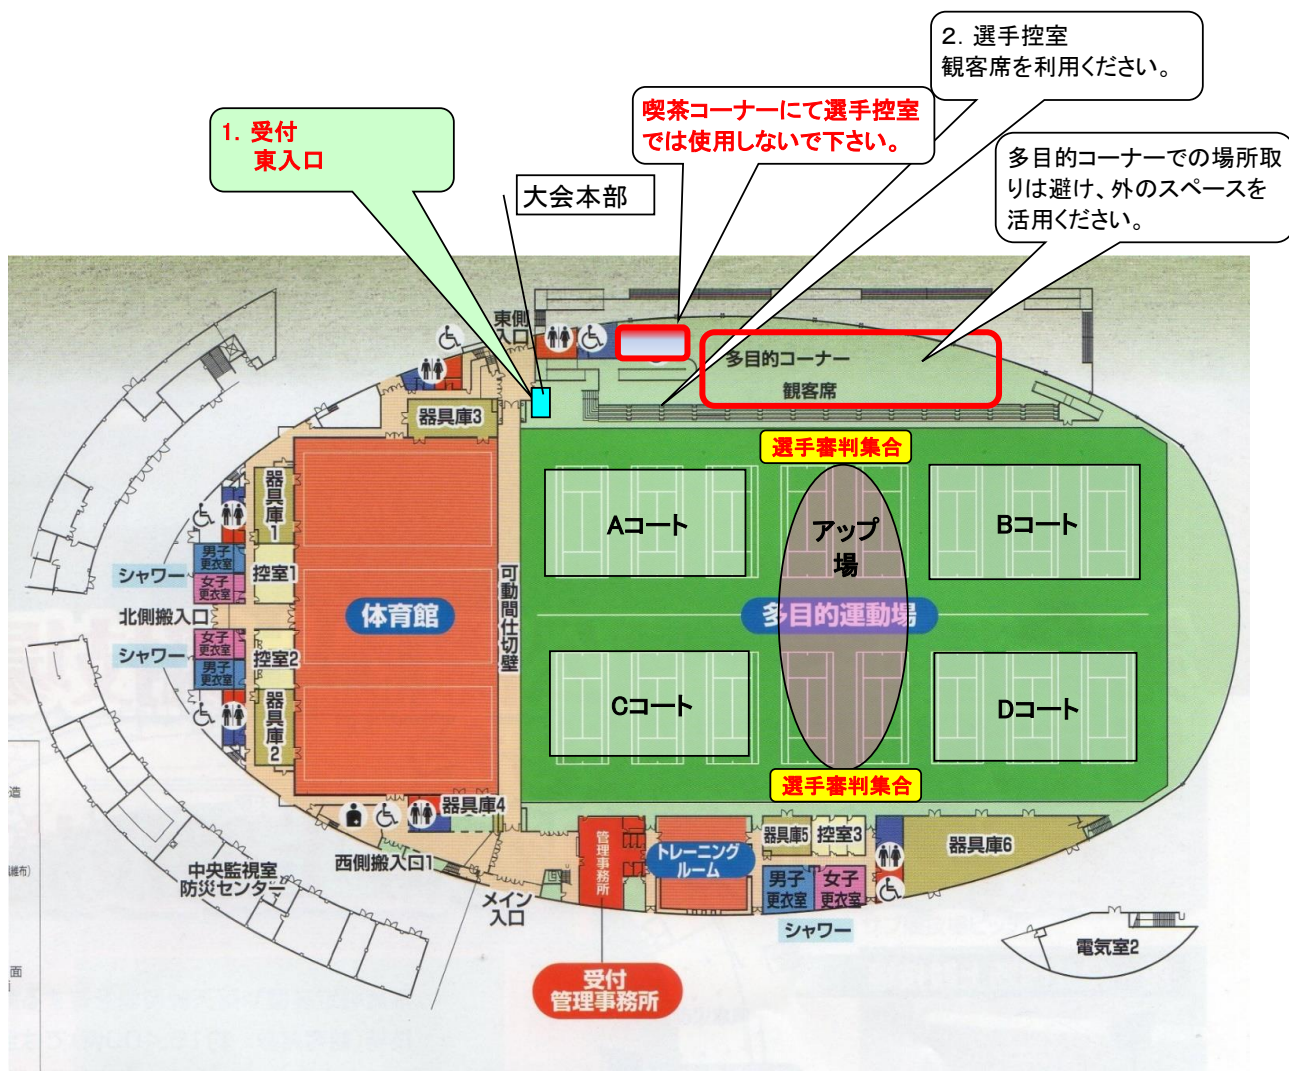 2．選手控室
観客席を利用ください。
喫茶コーナーにて選手控室
では使用しないで下さい。
1．受付
東入口
多目的コーナーでの場所取
りは避け、外のスペースを
活用ください。
大会本部
東側
入口
多目的コーナー
観客席
器具庫3
選手審判集合
器具庫1
Aコート
アップ
場
Bコート
男子
更衣室
シャワー
女子
更衣室
控室1
可動間仕切壁
北側搬入口
体育館
多目的運動場
女子
更衣室
シャワー
男子
更衣室
控室2
器具庫2
Cコート
Dコート
選手審判集合
器具庫4
造
管理事務所
トレーニング
ルーム
器具庫5
控室3
器具庫6
西側搬入口1
中央監視室
防災センター
男子
更衣室
女子
更衣室
メイン
入口
シャワー
電気室2
面
受付
管理事務所